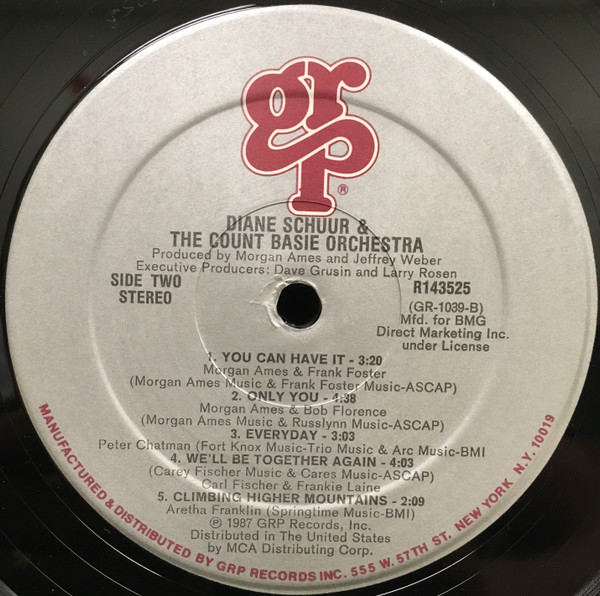 grp
®
DIANE SCHUUR &
THE COUNT BASIE ORCHESTRA
Produced by Morgan Ames and Jeffrey Weber
Executive Producers: Dave Grusin and Larry Rosen
SIDE TWO
STEREO
R143525
(GR-1039-B)
Mfd. for BMG
Direct Marketing Inc.
under License
1. YOU CAN HAVE IT - 3:20
Morgan Ames & Frank Foster
(Morgan Ames Music & Frank Foster Music-ASCAP)
2. ONLY YOU - 4:38
Morgan Ames & Bob Florence
(Morgan Ames Music & Russlynn Music-ASCAP)
3. EVERYDAY - 3:03
Peter Chatman (Fort Knox Music-Trio Music & Arc Music-BMI
4. WE'LL BE TOGETHER AGAIN - 4:03
(Carey Fischer Music & Cares Music-ASCAP)
Carl Fischer & Frankie Laine
5. CLIMBING HIGHER MOUNTAINS - 2:09
Aretha Franklin (Springtime Music-BMI)
℗ 1987 GRP Records, Inc.
Distributed in The United States
by MCA Distributing Corp.
MANUFACTURED & DISTRIBUTED BY GRP RECORDS INC. 555 W. 57TH ST. NEW YORK, N.Y. 10019